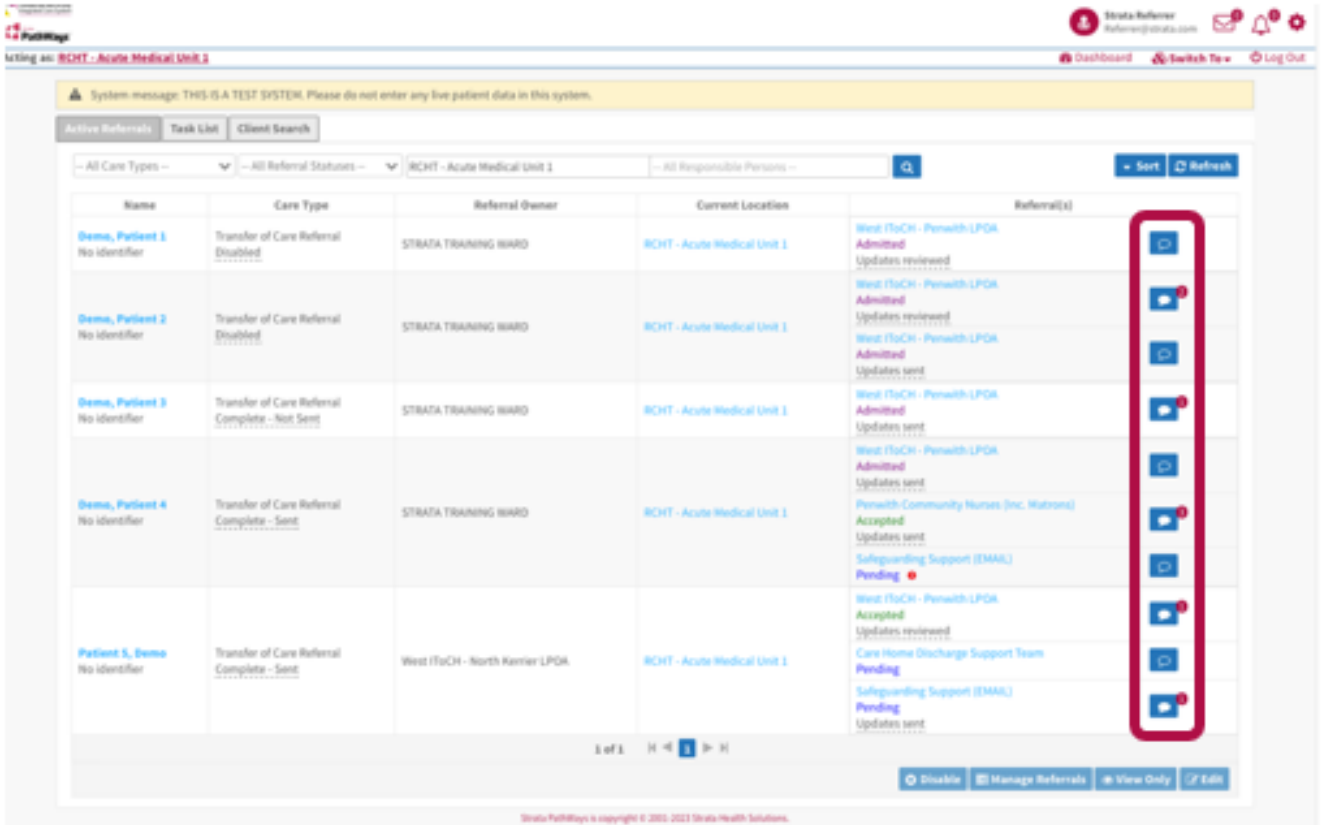 PathWays
Strata Referrer
Referrer@strata.com
Acting as: RCHT - Acute Medical Unit 1
Dashboard Switch To Log Out
System message: THIS IS A TEST SYSTEM. Please do not enter any live patient data in this system.
Active Referrals Task List Client Search
-- All Care Types -- -- All Referral Statuses -- RCHT - Acute Medical Unit 1 -- All Responsible Persons -- Sort Refresh
Name Care Type Referral Owner Current Location Referral(s)
Demo, Patient 1
No identifier
Transfer of Care Referral
Disabled
STRATA TRAINING WARD
RCHT - Acute Medical Unit 1
West IToCH - Penwith LPOA
Admitted
Updates reviewed
Demo, Patient 2
No identifier
Transfer of Care Referral
Disabled
STRATA TRAINING WARD
RCHT - Acute Medical Unit 1
West IToCH - Penwith LPOA
Admitted
Updates reviewed
West IToCH - Penwith LPOA
Admitted
Updates sent
Demo, Patient 3
No identifier
Transfer of Care Referral
Complete - Not Sent
STRATA TRAINING WARD
RCHT - Acute Medical Unit 1
West IToCH - Penwith LPOA
Admitted
Updates sent
Demo, Patient 4
No identifier
Transfer of Care Referral
Complete - Sent
STRATA TRAINING WARD
RCHT - Acute Medical Unit 1
West IToCH - Penwith LPOA
Admitted
Updates sent
Penwith Community Nurses (Inc. Matrons)
Accepted
Updates sent
Safeguarding Support (EMAIL)
Pending
Patient 5, Demo
No identifier
Transfer of Care Referral
Complete - Sent
West IToCH - North Kerrier LPOA
RCHT - Acute Medical Unit 1
West IToCH - Penwith LPOA
Accepted
Updates reviewed
Care Home Discharge Support Team
Pending
Safeguarding Support (EMAIL)
Pending
Updates sent
1 of 1 1
Disable Manage Referrals View Only Edit
Strata PathWays is copyright © 2001-2023 Strata Health Solutions.